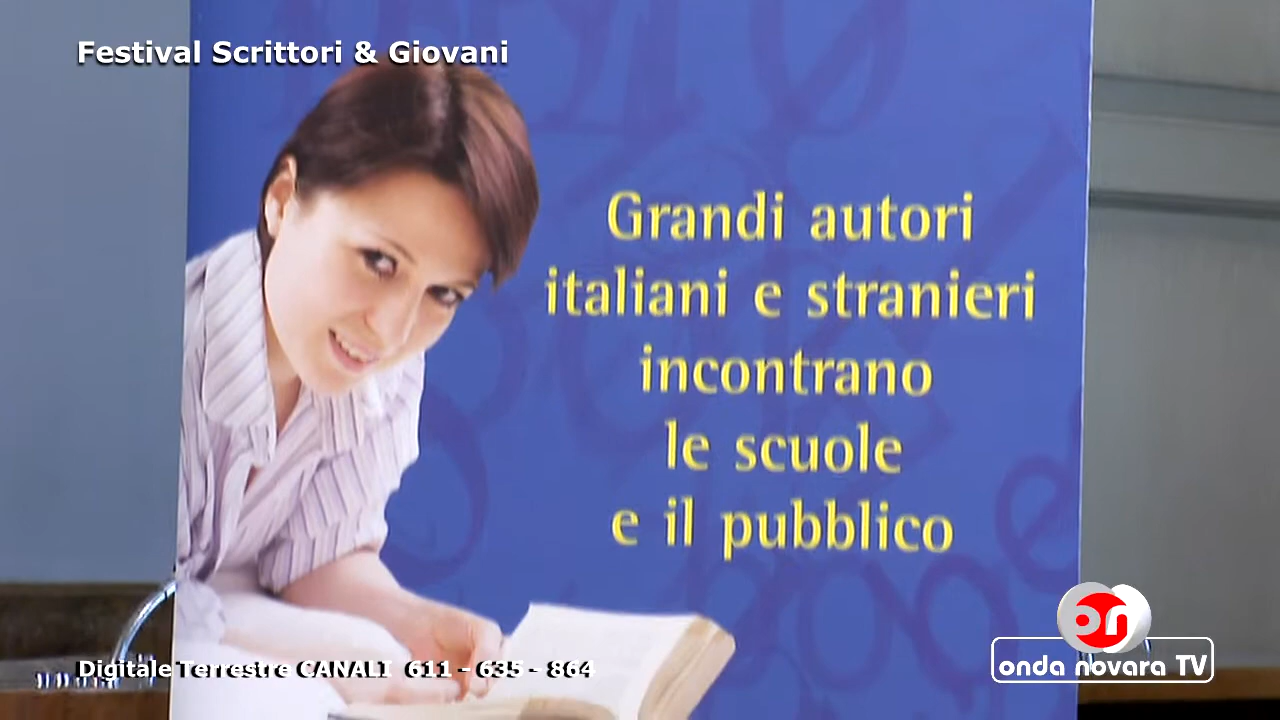 Festival Scrittori & Giovani
Grandi autori
italiani e stranieri
incontrano
le scuole
e il pubblico
Digitale Terrestre CANALI 611 - 635 - 864
onda novara TV